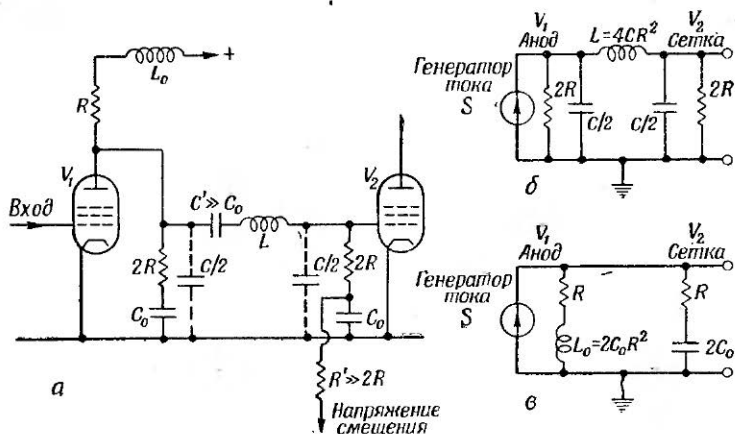 +
L₀
R
V₁
V₂
Вход
C'≫C₀
L
2R
C/2
C/2
2R
C₀
C₀
R'≫2R
Напряжение
смещения
а
V₁
Анод
L=4CR²
V₂
Сетка
Генератор
тока
S
2R
C/2
C/2
2R
б
V₁
Анод
V₂
Сетка
Генератор
тока
S
R
R
L₀=2C₀R²
2C₀
в